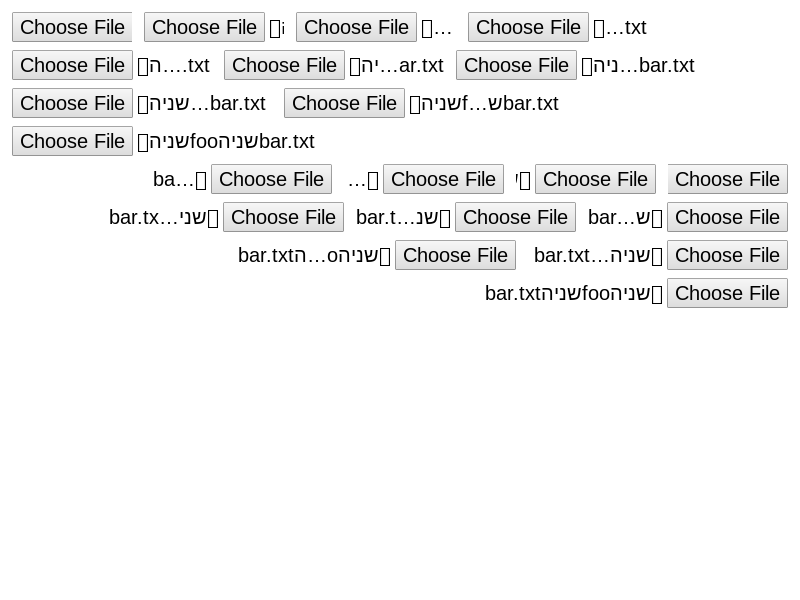 Choose File Choose File Choose File … Choose File …txt
Choose File ה….txt Choose File יה…ar.txt Choose File ניה…bar.txt
Choose File שניה…bar.txt Choose File שניהf…שbar.txt
Choose File שניהfooשניהbar.txt
ba… Choose File … Choose File Choose File Choose File
bar.tx…שני Choose File bar.t…שנ Choose File bar…ש Choose File
bar.txtה…oשניה Choose File bar.txt…שניה Choose File
bar.txtשניהfooשניה Choose File